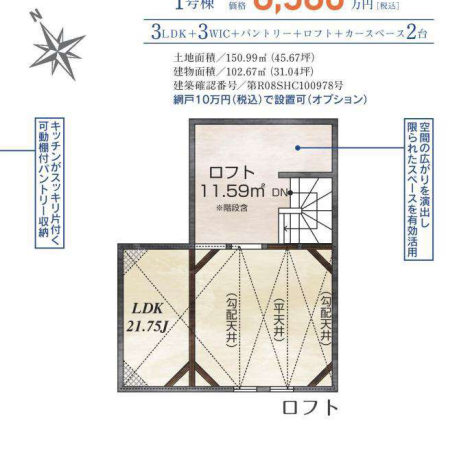 N
1号棟 価格 万円[税込]
3LDK+3WIC+パントリー+ロフト+カースペース2台
土地面積/150.99㎡(45.67坪)
建物面積/102.67㎡(31.04坪)
建築確認番号/第R08SHC100978号
網戸10万円(税込)で設置可(オプション)
キッチンがスッキリ片付く
可動棚付パントリー収納
空間の広がりを演出し
限られたスペースを有効活用
ロフト
11.59㎡
※階段含
DN
LDK
21.75J
(勾配天井)
(平天井)
(勾配天井)
ロフト